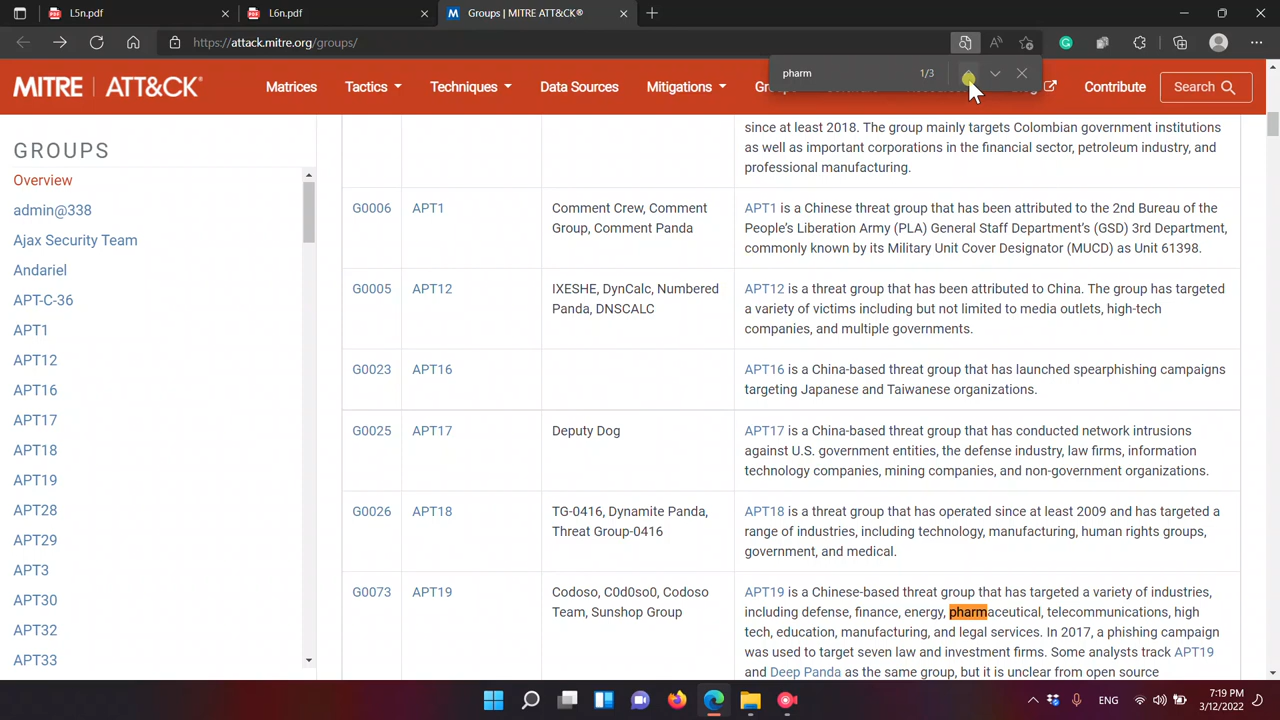 L5n.pdf
L6n.pdf
Groups | MITRE ATT&CK®
https://attack.mitre.org/groups/
pharm
1/3
MITRE | ATT&CK®
Matrices
Tactics
Techniques
Data Sources
Mitigations
Contribute
Search
GROUPS
Overview
admin@338
Ajax Security Team
Andariel
APT-C-36
APT1
APT12
APT16
APT17
APT18
APT19
APT28
APT29
APT3
APT30
APT32
APT33
since at least 2018. The group mainly targets Colombian government institutions
as well as important corporations in the financial sector, petroleum industry, and
professional manufacturing.
G0006
APT1
Comment Crew, Comment
Group, Comment Panda
APT1 is a Chinese threat group that has been attributed to the 2nd Bureau of the
People's Liberation Army (PLA) General Staff Department's (GSD) 3rd Department,
commonly known by its Military Unit Cover Designator (MUCD) as Unit 61398.
G0005
APT12
IXESHE, DynCalc, Numbered
Panda, DNSCALC
APT12 is a threat group that has been attributed to China. The group has targeted
a variety of victims including but not limited to media outlets, high-tech
companies, and multiple governments.
G0023
APT16
APT16 is a China-based threat group that has launched spearphishing campaigns
targeting Japanese and Taiwanese organizations.
G0025
APT17
Deputy Dog
APT17 is a China-based threat group that has conducted network intrusions
against U.S. government entities, the defense industry, law firms, information
technology companies, mining companies, and non-government organizations.
G0026
APT18
TG-0416, Dynamite Panda,
Threat Group-0416
APT18 is a threat group that has operated since at least 2009 and has targeted a
range of industries, including technology, manufacturing, human rights groups,
government, and medical.
G0073
APT19
Codoso, C0d0so0, Codoso
Team, Sunshop Group
APT19 is a Chinese-based threat group that has targeted a variety of industries,
including defense, finance, energy, pharmaceutical, telecommunications, high
tech, education, manufacturing, and legal services. In 2017, a phishing campaign
was used to target seven law and investment firms. Some analysts track APT19
and Deep Panda as the same group, but it is unclear from open source
ENG
7:19 PM
3/12/2022